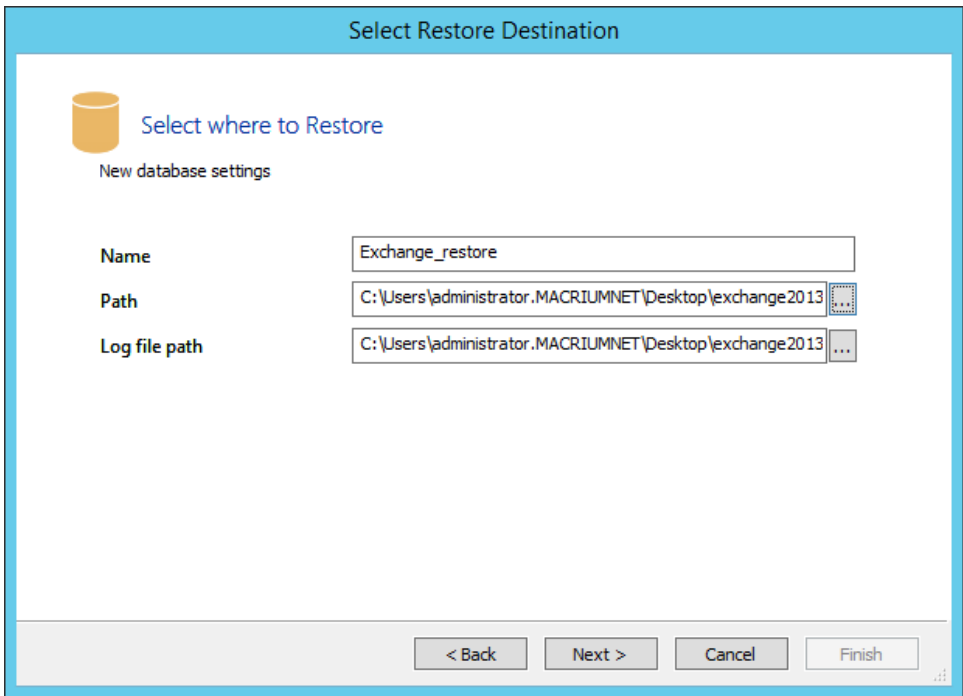 Select Restore Destination
Select where to Restore
New database settings
Name Exchange_restore
Path C:\Users\administrator.MACRIUMNET\Desktop\exchange2013 ...
Log file path C:\Users\administrator.MACRIUMNET\Desktop\exchange2013 ...
< Back Next > Cancel Finish